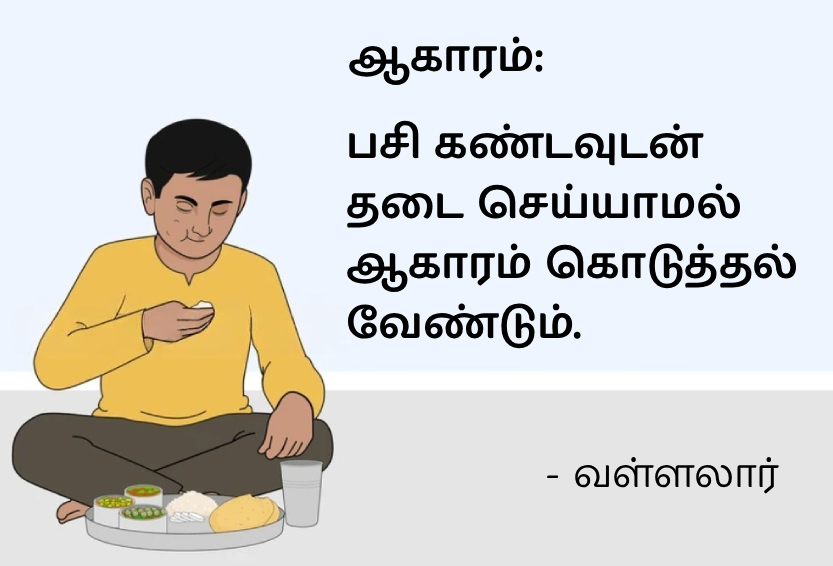 ஆகாரம்:
பசி கண்டவுடன்
தடை செய்யாமல்
ஆகாரம் கொடுத்தல்
வேண்டும்.
- வள்ளலார்